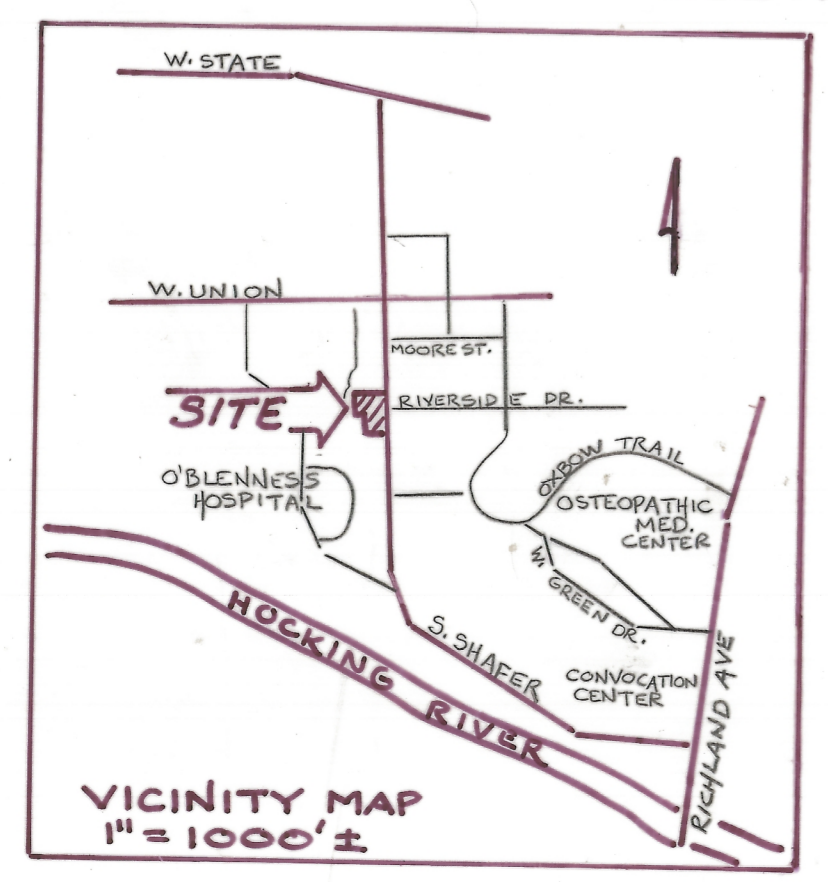 W. STATE
W. UNION
MOORE ST.
RIVERSIDE DR.
SITE
OXBOW TRAIL
O'BLENNESS
HOSPITAL
OSTEOPATHIC
MED.
CENTER
W.
GREEN DR.
HOCKING RIVER
S. SHAFER
CONVOCATION
CENTER
RICHLAND AVE
VICINITY MAP
1" = 1000' ±